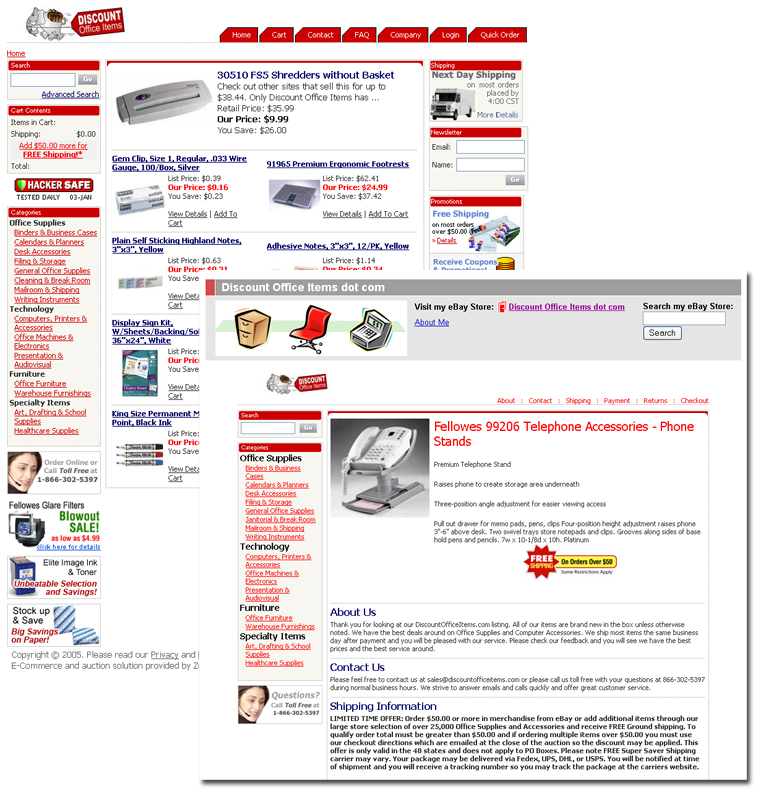 DISCOUNT
Office Items
Home
Cart
Contact
FAQ
Company
Login
Quick Order
Home
Search
Go
Advanced Search
Cart Contents
Items in Cart:
Shipping: $0.00
Add $50.00 more for
FREE Shipping!*
Total:
HACKER SAFE
TESTED DAILY 03-JAN
Categories
Office Supplies
Binders & Business Cases
Calendars & Planners
Desk Accessories
Filing & Storage
General Office Supplies
Cleaning & Break Room
Mailroom & Shipping
Writing Instruments
Technology
Computers, Printers &
Accessories
Office Machines &
Electronics
Presentation &
Audiovisual
Furniture
Office Furniture
Warehouse Furnishings
Specialty Items
Art, Drafting & School
Supplies
Healthcare Supplies
Order Online or
Call Toll Free at
1-866-302-5397
Fellowes Glare Filters
Blowout
SALE!
as low as $4.99
click here for details
Elite Image Ink
& Toner
Unbeatable Selection
and Savings!
Stock up
& Save
Big Savings
on Paper!
Copyright © 2005. Please read our Privacy and
E-Commerce and auction solution provided by
30510 FS5 Shredders without Basket
Check out other sites that sell this for up to
$38.44. Only Discount Office Items has ...
Retail Price: $35.99
Our Price: $9.99
You Save: $26.00
Gem Clip, Size 1, Regular, .033 Wire
Gauge, 100/Box, Silver
List Price: $0.39
Our Price: $0.16
You Save: $0.23
View Details | Add To
Cart
91965 Premium Ergonomic Footrests
List Price: $62.41
Our Price: $24.99
You Save: $37.42
View Details | Add To
Cart
Plain Self Sticking Highland Notes,
3"x3", Yellow
List Price: $0.63
Our Price: $0.31
You Save
View Deta
Cart
Adhesive Notes, 3"x3", 12/PK, Yellow
List Price: $1.14
Display Sign Kit,
W/Sheets/Backing/So
36"x24", White
List Price:
Our Price
You Save
View Deta
Cart
King Size Permanent M
Point, Black Ink
List Price:
Our Price
You Save
View Deta
Cart
Shipping
Next Day Shipping
on most orders
placed by
4:00 CST
More Details
Newsletter
Email:
Name:
Go
Promotions
Free Shipping
on most orders
over $50.00
» Details
Receive Coupons
& Promotions!
Discount Office Items dot com
Visit my eBay Store: Discount Office Items dot com
About Me
Search my eBay Store:
Search
DISCOUNT
Office Items
About : Contact : Shipping : Payment : Returns : Checkout
Search
Go
Categories
Office Supplies
Binders & Business
Cases
Calendars & Planners
Desk Accessories
Filing & Storage
General Office Supplies
Janitorial & Break Room
Mailroom & Shipping
Writing Instruments
Technology
Computers, Printers &
Accessories
Office Machines &
Electronics
Presentation &
Audiovisual
Furniture
Office Furniture
Warehouse Furnishings
Specialty Items
Art, Drafting & School
Supplies
Healthcare Supplies
Questions?
Call Toll Free at
1-866-302-5397
Fellowes 99206 Telephone Accessories - Phone
Stands
Premium Telephone Stand
Raises phone to create storage area underneath
Three-position angle adjustment for easier viewing access
Pull out drawer for memo pads, pens, clips Four-position height adjustment raises phone
3"-6" above desk. Two swivel trays store notepads and clips. Grooves along sides of base
hold pens and pencils. 7w x 10-1/8d x 10h. Platinum
FREE
SHIPPING
On Orders Over $50
Some Restrictions Apply
About Us
Thank you for looking at our DiscountOfficeItems.com listing. All of our items are brand new in the box unless otherwise
noted. We have the best deals around on Office Supplies and Computer Accessories. We ship most items the same business
day after payment and you will be pleased with our service. Please check our feedback and you will see we have the best
prices and the best service around.
Contact Us
Please feel free to contact us at sales@discountofficeitems.com or please call us toll free with your questions at 866-302-5397
during normal business hours. We strive to answer emails and calls quickly and offer great customer service.
Shipping Information
LIMITED TIME OFFER: Order $50.00 or more in merchandise from eBay or add additional items through our
large store selection of over 25,000 Office Supplies and Accessories and receive FREE Ground shipping. To
qualify order total must be greater than $50.00 and if ordering multiple items over $50.00 you must use
our checkout directions which are emailed at the close of the auction so the discount may be applied. This
offer is only valid in the 48 states and does not apply to PO Boxes. Please note FREE Super Saver Shipping
carrier may vary. Your package may be delivered via Fedex, UPS, DHL, or USPS. You will be notified at time
of shipment and you will receive a tracking number so you may track the package at the carriers website.